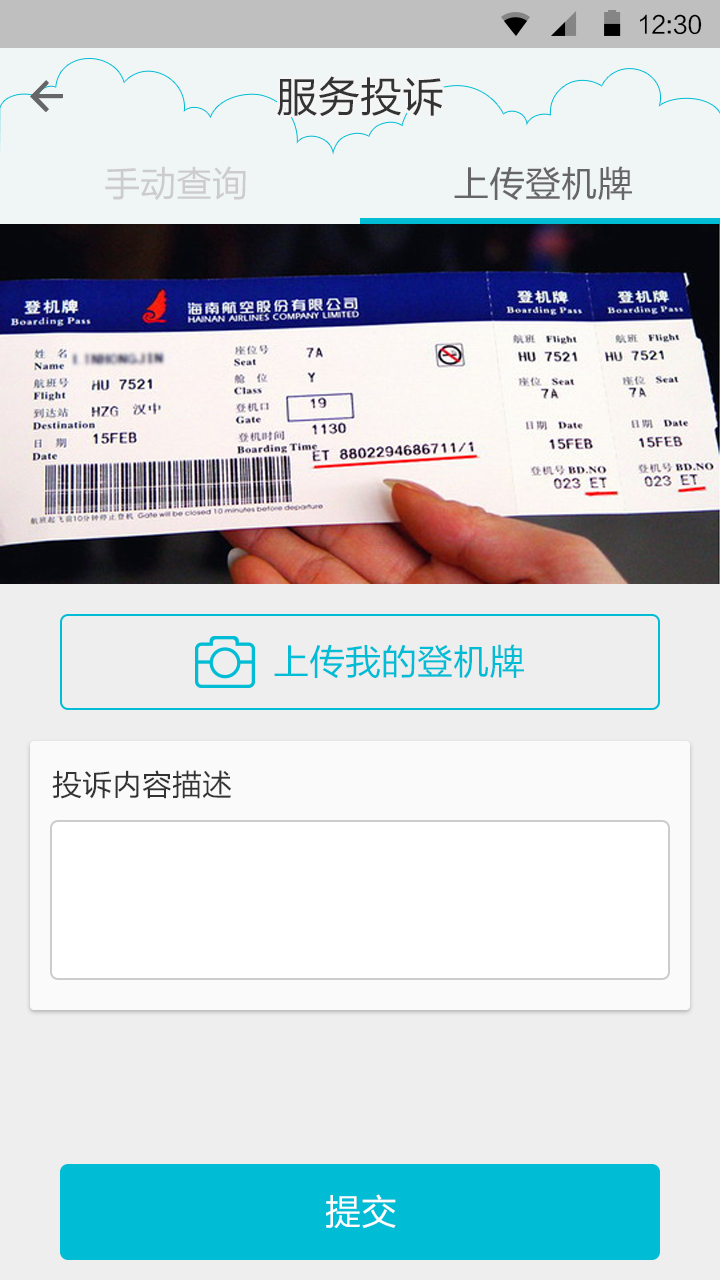 12:30
服务投诉
手动查询
上传登机牌
登机牌
Boarding Pass
海南航空股份有限公司
HAINAN AIRLINES COMPANY LIMITED
登机牌
Boarding Pass
登机牌
Boarding Pass
姓 名
Name
航班号
Flight
HU 7521
到达站
Destination
HZG 汉中
日 期
Date
15FEB
座位号
Seat
7A
舱 位
Class
Y
登机口
Gate
19
登机时间
Boarding Time
1130
ET 8802294686711/1
航班起飞前10分钟停止登机 Gate will be closed 10 minutes before departure
航班 Flight
HU 7521
座位 Seat
7A
日期 Date
15FEB
登机号 BD.NO
023 ET
航班 Flight
HU 7521
座位 Seat
7A
日期 Date
15FEB
登机号 BD.NO
023 ET
上传我的登机牌
投诉内容描述
提交